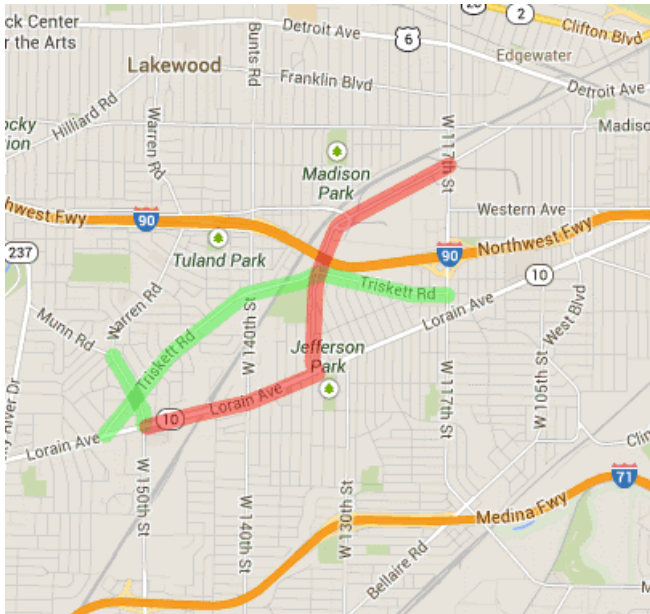 ck Center
r the Arts
Detroit Ave
6
2
Clifton Blvd
Edgewater
Detroit Ave
Lakewood
Bunts Rd
Franklin Blvd
Hilliard Rd
Warren Rd
ocky
W 117th St
Madison
Madison
Park
Western Ave
hwest Fwy
90
237
Tuland Park
90
Northwest Fwy
10
Warren Rd
Munn Rd
Triskett Rd
Triskett Rd
Lorain Ave
W 140th St
West Blvd
Jefferson
Park
Lorain Ave
10
Lorain Ave
W 117th St
W 105th St
y River Dr
W 150th St
W 140th St
W 130th St
Clin
71
Medina Fwy
Bellaire Rd
M